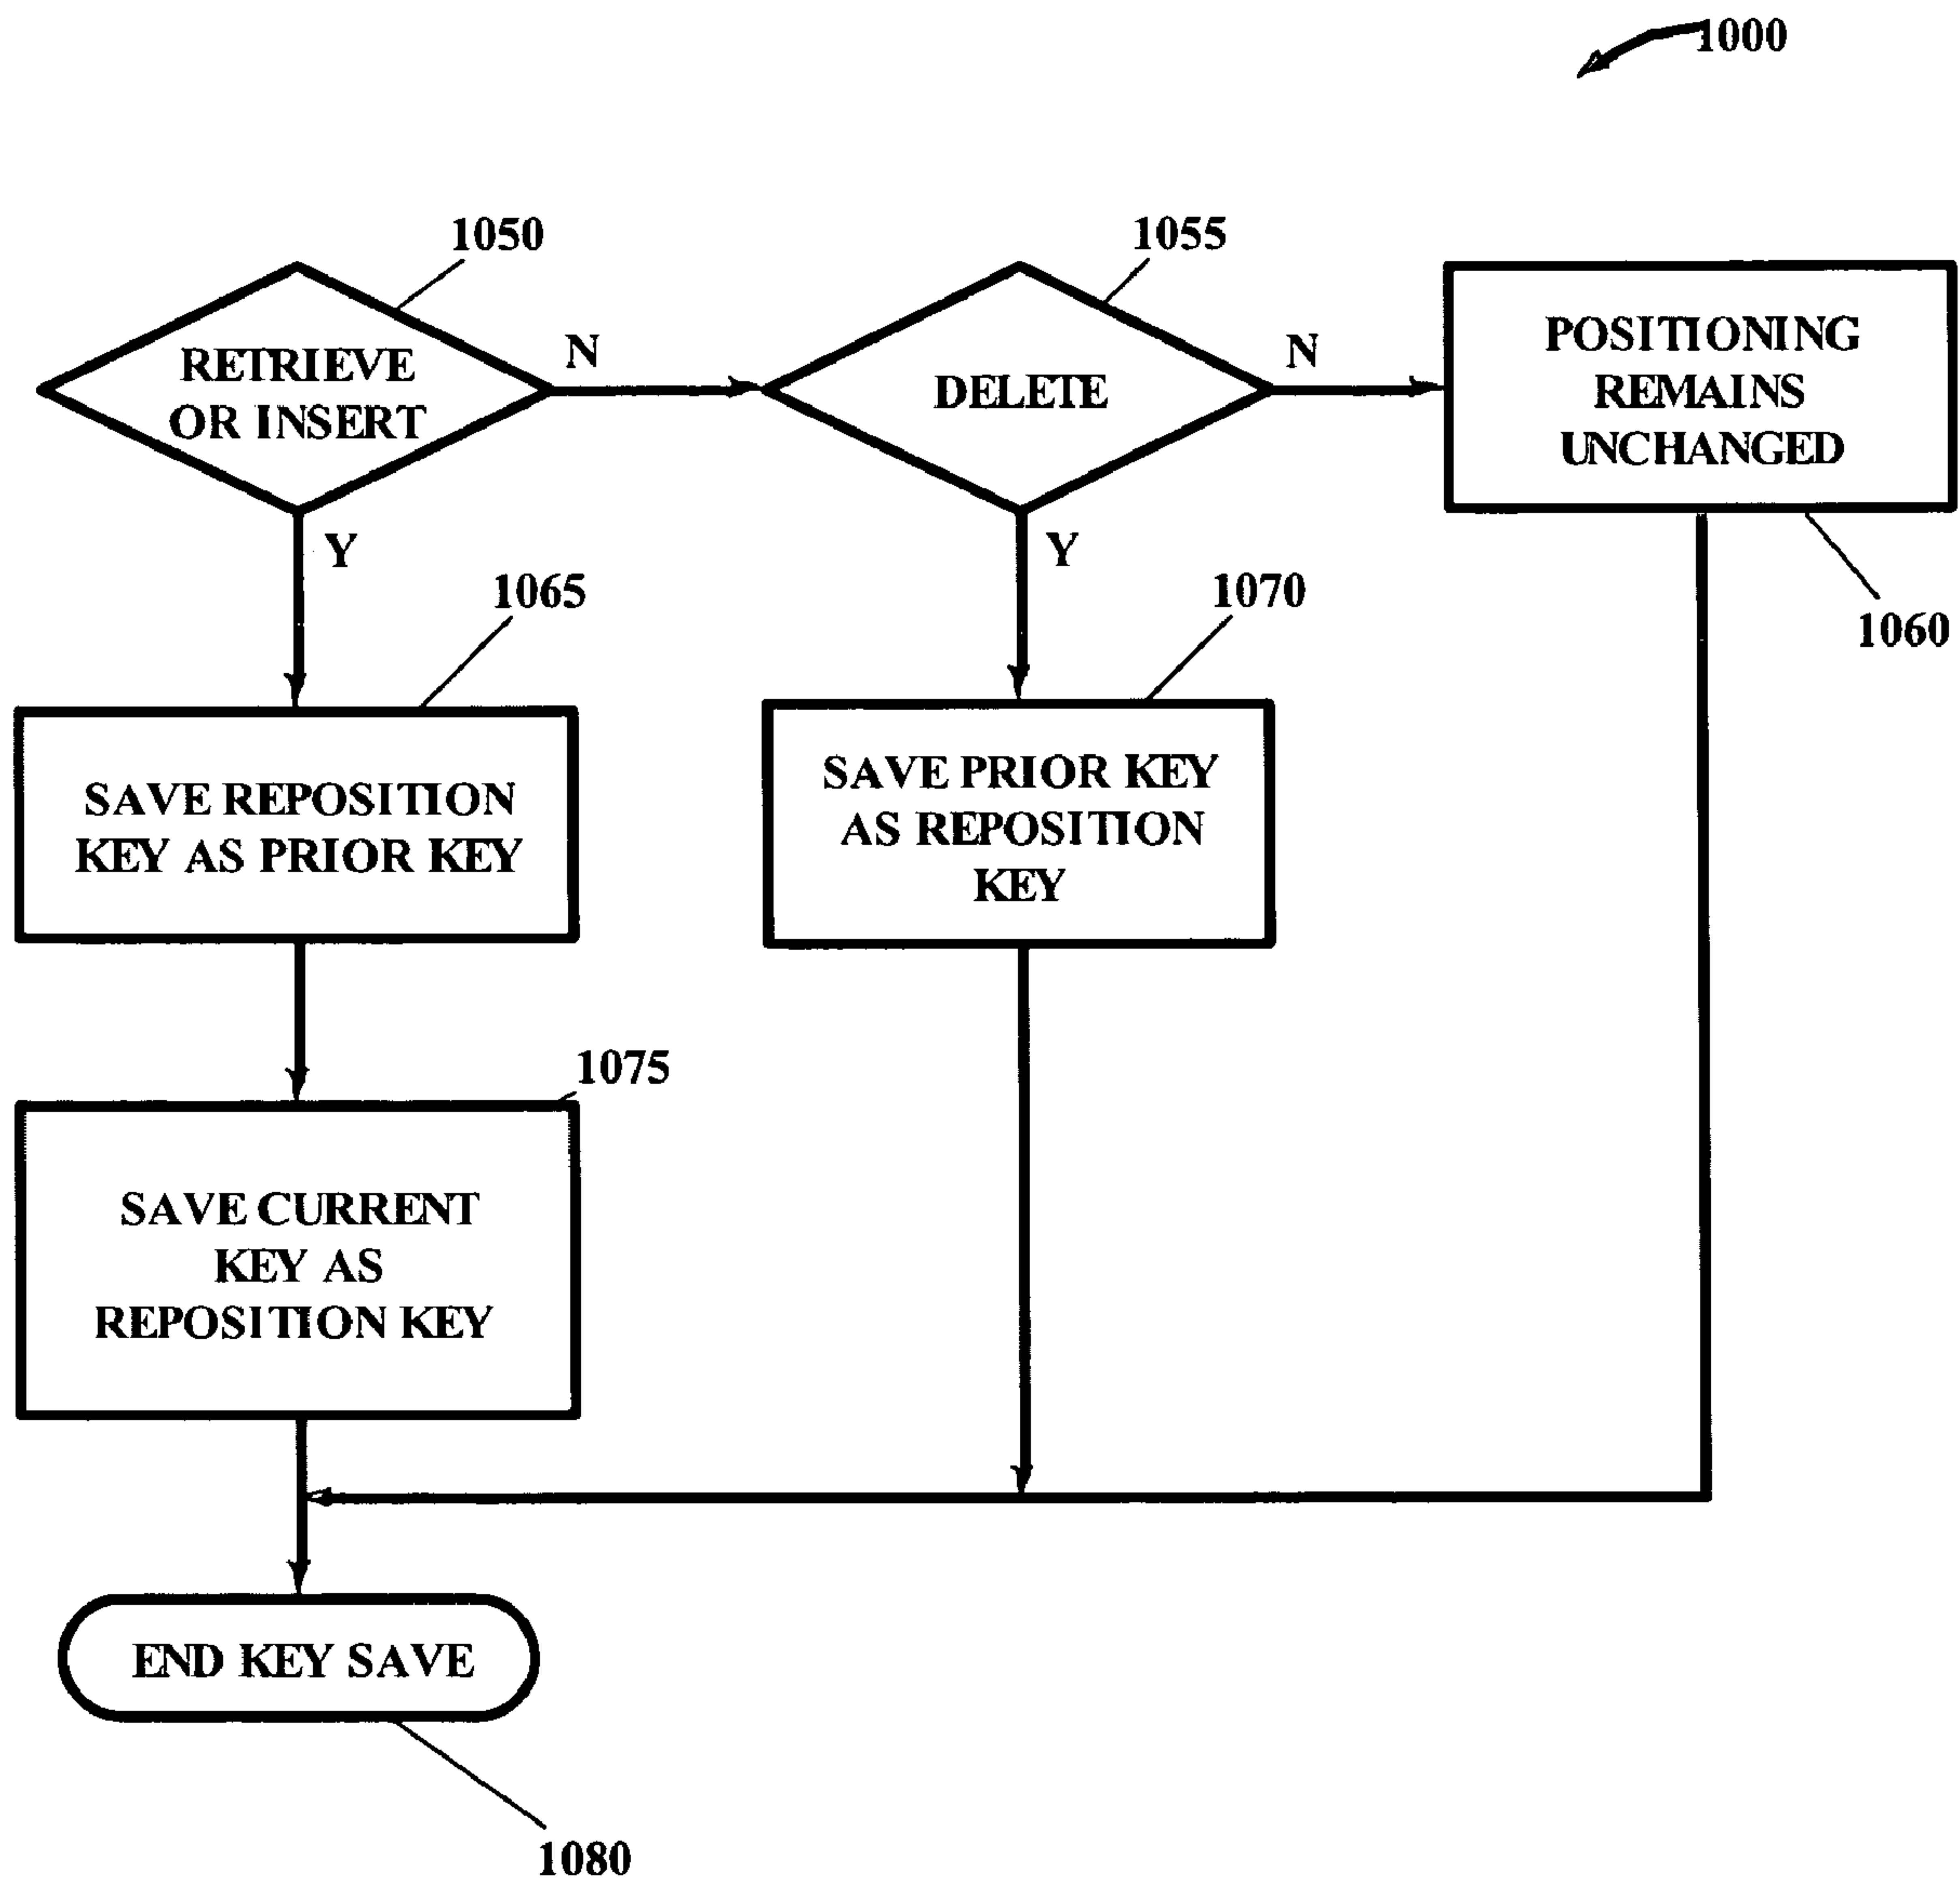 1000
1050
1055
RETRIEVE
OR INSERT
N
DELETE
N
POSITIONING
REMAINS
UNCHANGED
Y
Y
1065
1070
1060
SAVE REPOSITION
KEY AS PRIOR KEY
SAVE PRIOR KEY
AS REPOSITION
KEY
1075
SAVE CURRENT
KEY AS
REPOSITION KEY
END KEY SAVE
1080